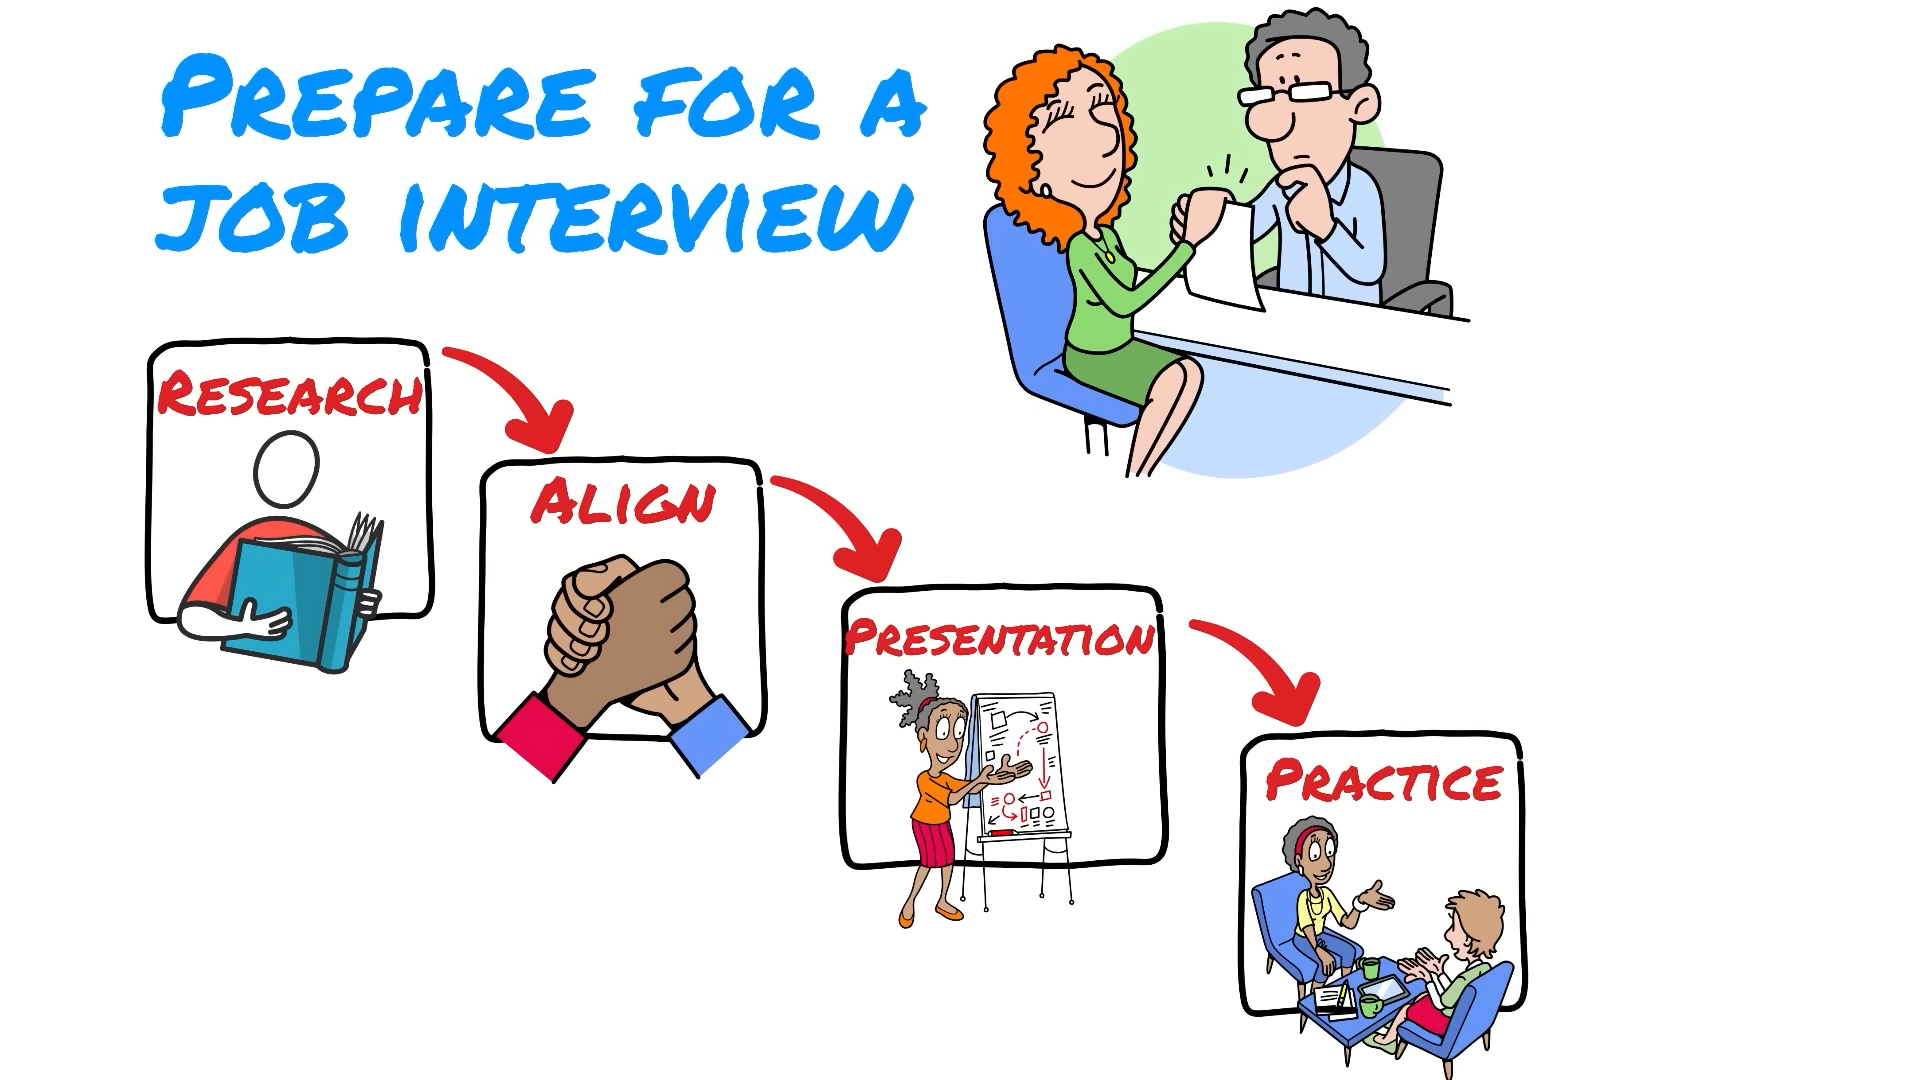 PREPARE FOR A
JOB INTERVIEW
RESEARCH
ALIGN
PRESENTATION
PRACTICE